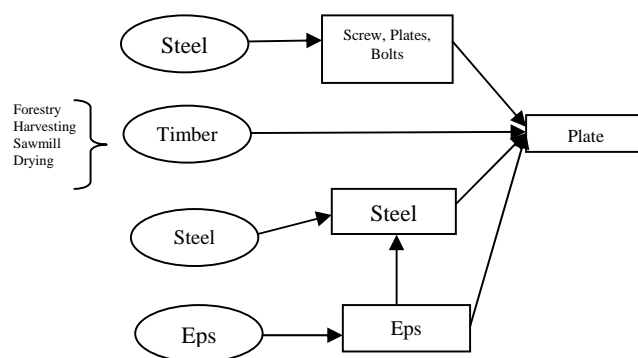 Steel
Screw, Plates,
Bolts
Forestry
Harvesting
Sawmill
Drying
Timber
Plate
Steel
Steel
Eps
Eps